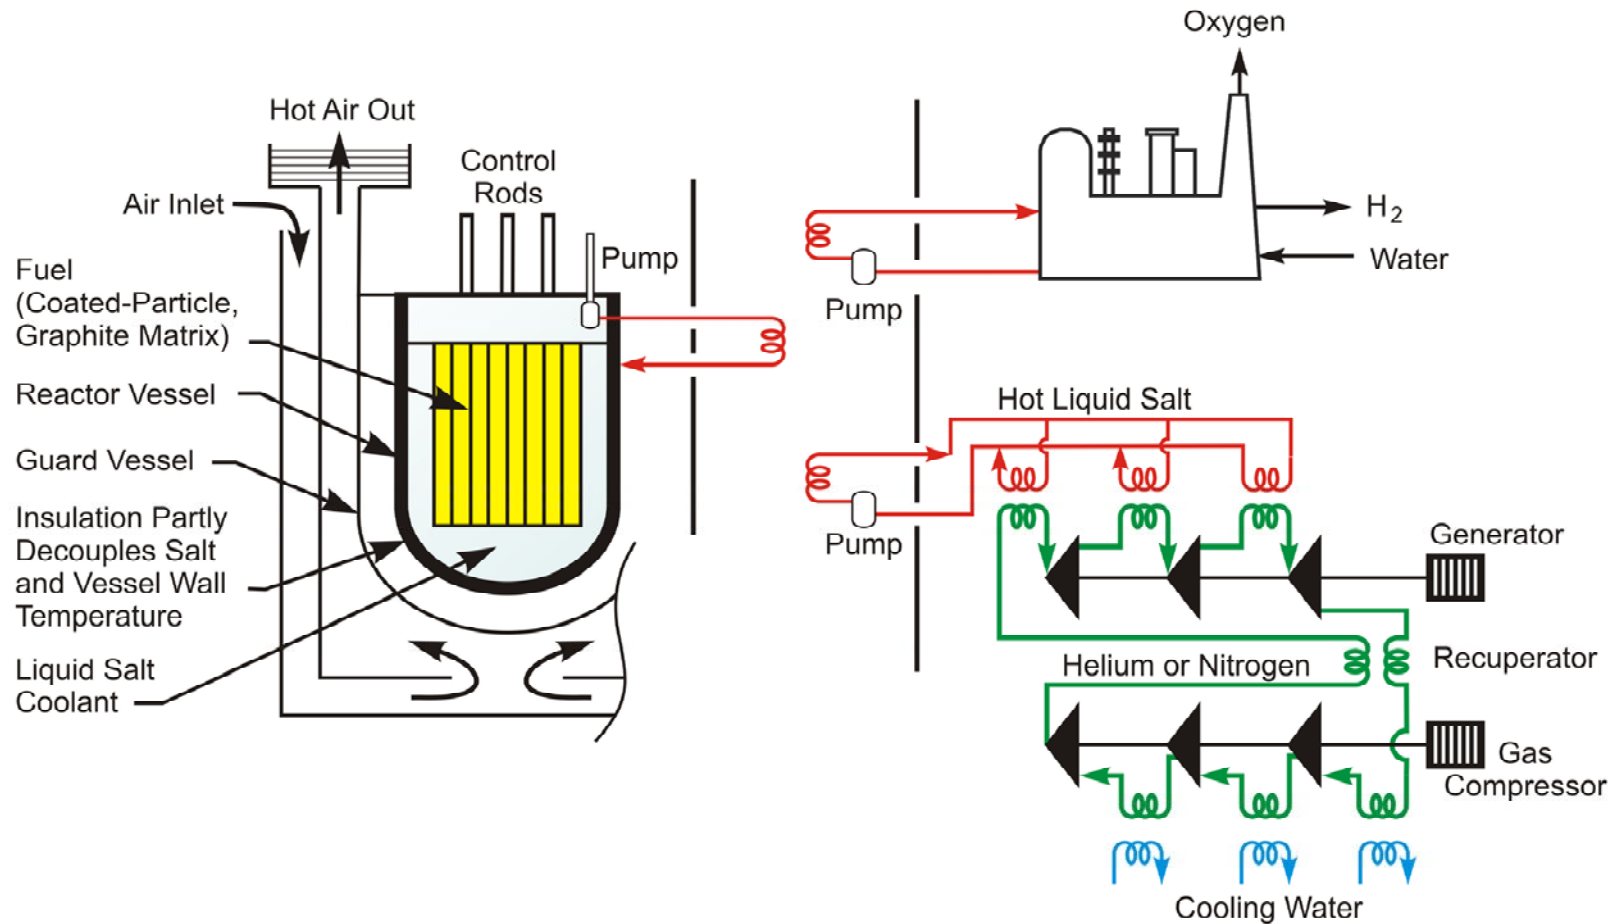 Oxygen
Hot Air Out
Control
Rods
Air Inlet
H2
Pump
Water
Fuel
(Coated-Particle,
Graphite Matrix)
Pump
Reactor Vessel
Hot Liquid Salt
Guard Vessel
Insulation Partly
Decouples Salt
and Vessel Wall
Temperature
Pump
Generator
Liquid Salt
Coolant
Helium or Nitrogen
Recuperator
Gas
Compressor
Cooling Water